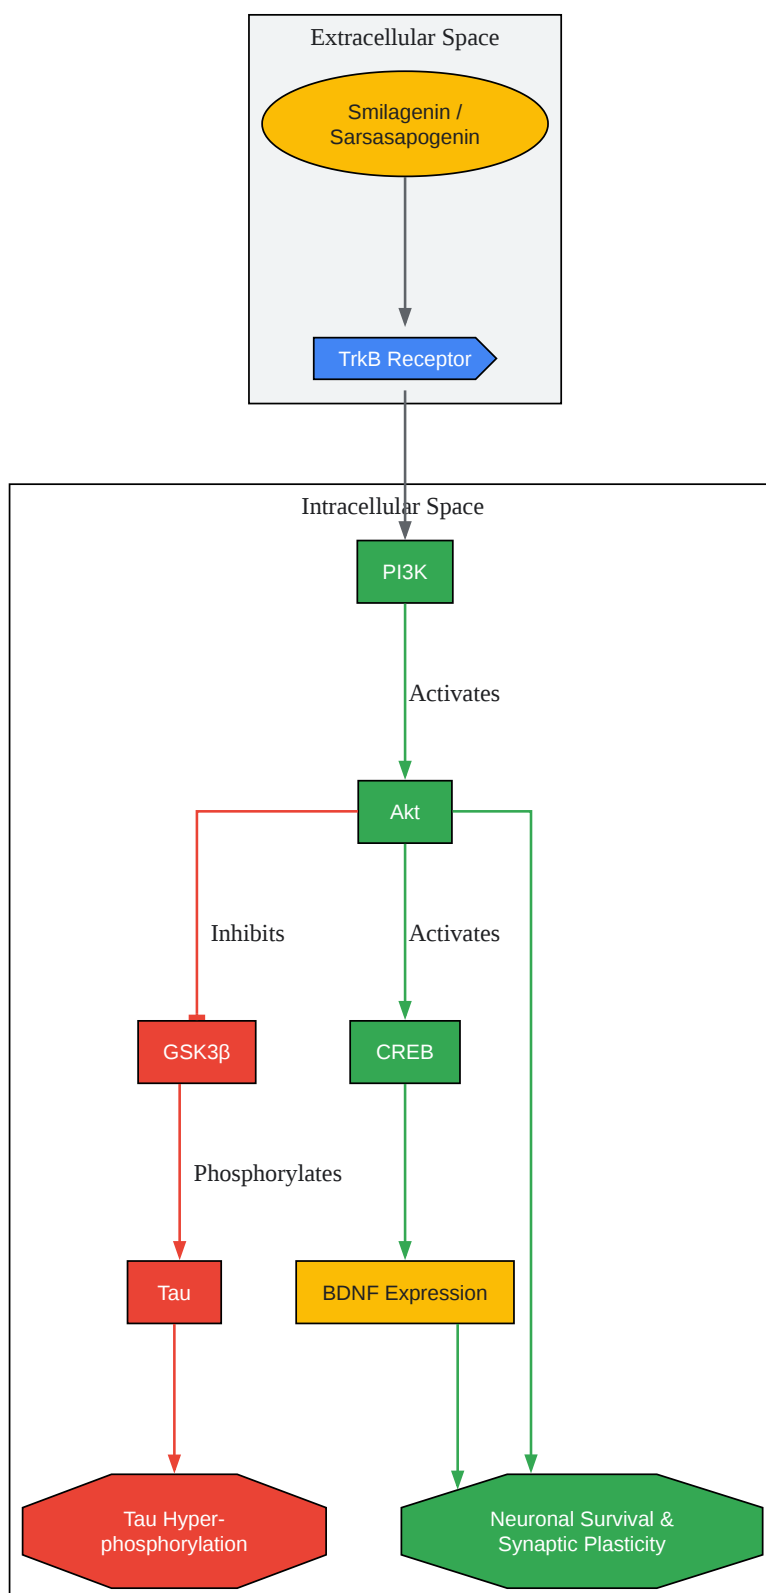 Extracellular Space
Smilagenin /
Sarsasapogenin
TrkB Receptor
Intracellular Space
PI3K
Activates
Akt
Inhibits
Activates
GSK3β
CREB
Phosphorylates
Tau
BDNF Expression
Tau Hyper-
phosphorylation
Neuronal Survival &
Synaptic Plasticity